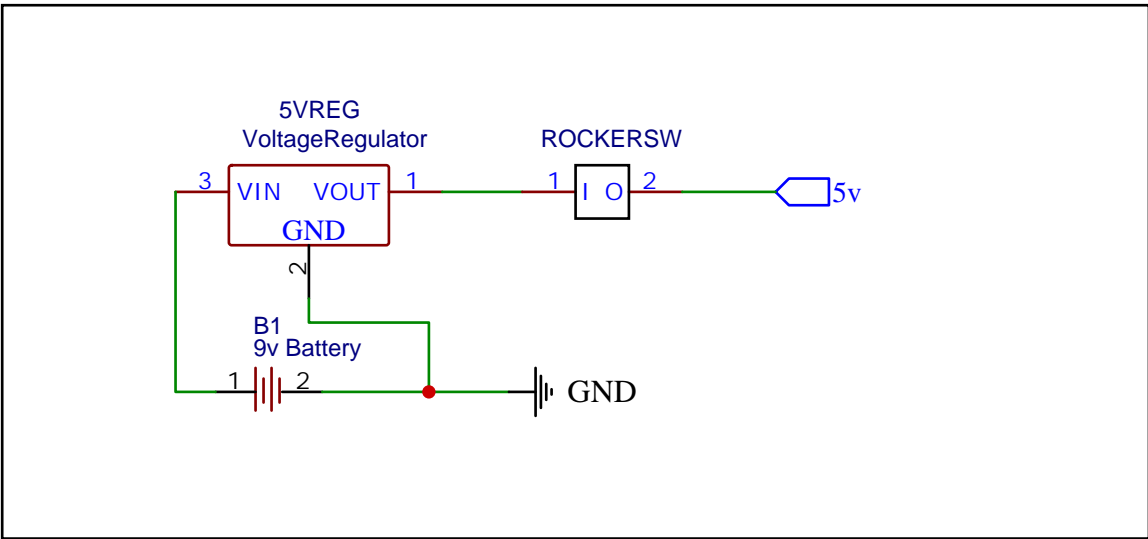 5VREG
VoltageRegulator
ROCKERSW
3 VIN VOUT 1
1 I O 2
5v
GND
2
B1
9v Battery
1 2
GND